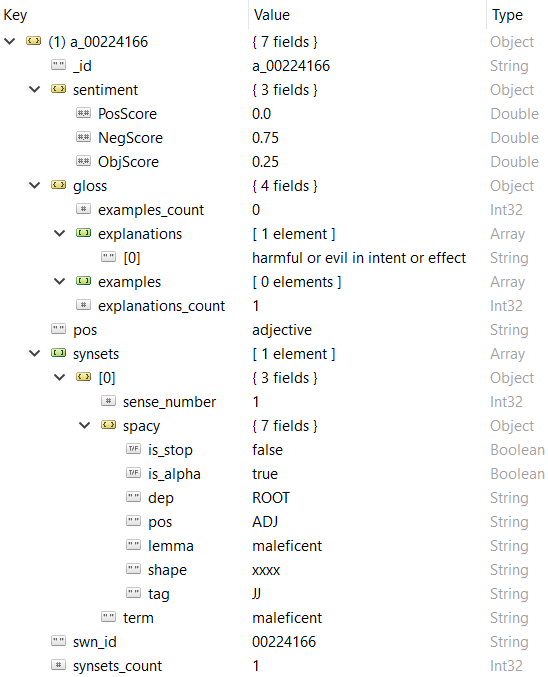 Key Value Type
(1) a_00224166 { 7 fields } Object
"" _id a_00224166 String
sentiment { 3 fields } Object
## PosScore 0.0 Double
## NegScore 0.75 Double
## ObjScore 0.25 Double
gloss { 4 fields } Object
# examples_count 0 Int32
explanations [ 1 element ] Array
"" [0] harmful or evil in intent or effect String
examples [ 0 elements ] Array
# explanations_count 1 Int32
"" pos adjective String
synsets [ 1 element ] Array
[0] { 3 fields } Object
# sense_number 1 Int32
spacy { 7 fields } Object
T/F is_stop false Boolean
T/F is_alpha true Boolean
"" dep ROOT String
"" pos ADJ String
"" lemma maleficent String
"" shape xxxx String
"" tag JJ String
"" term maleficent String
"" swn_id 00224166 String
# synsets_count 1 Int32